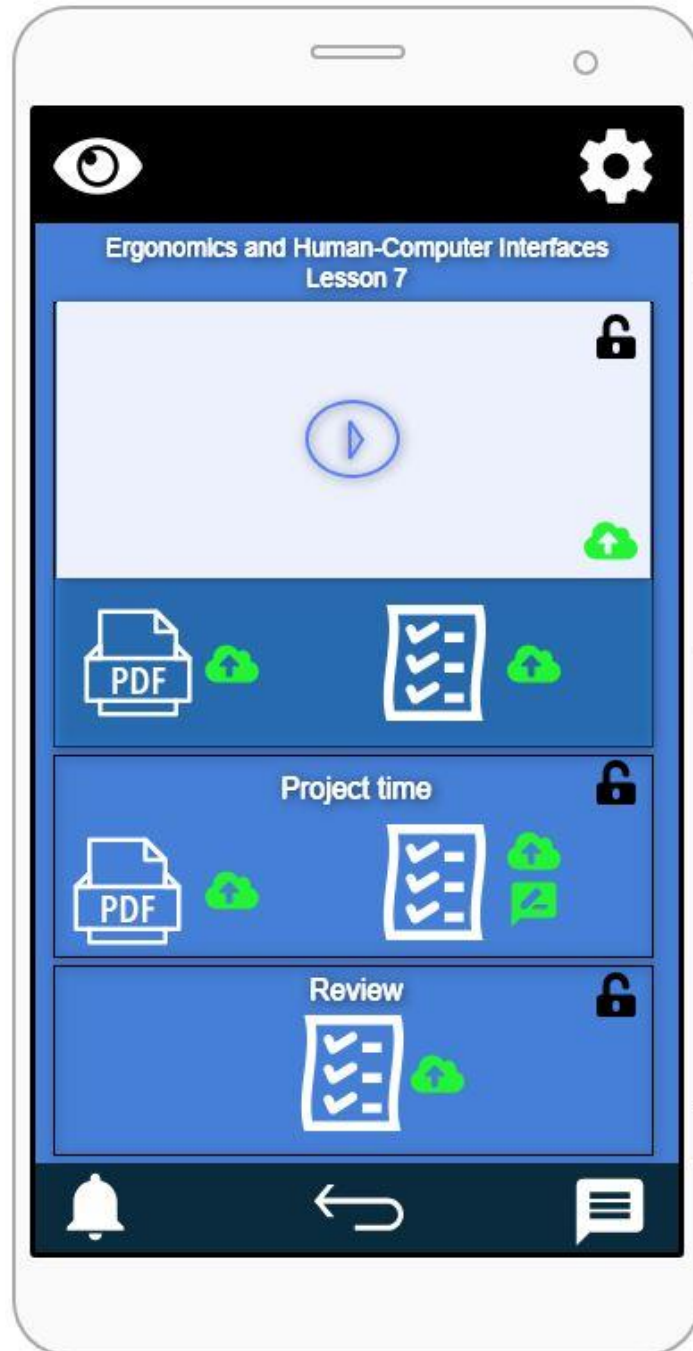 Ergonomics and Human-Computer Interfaces
Lesson 7
PDF
Project time
PDF
Review